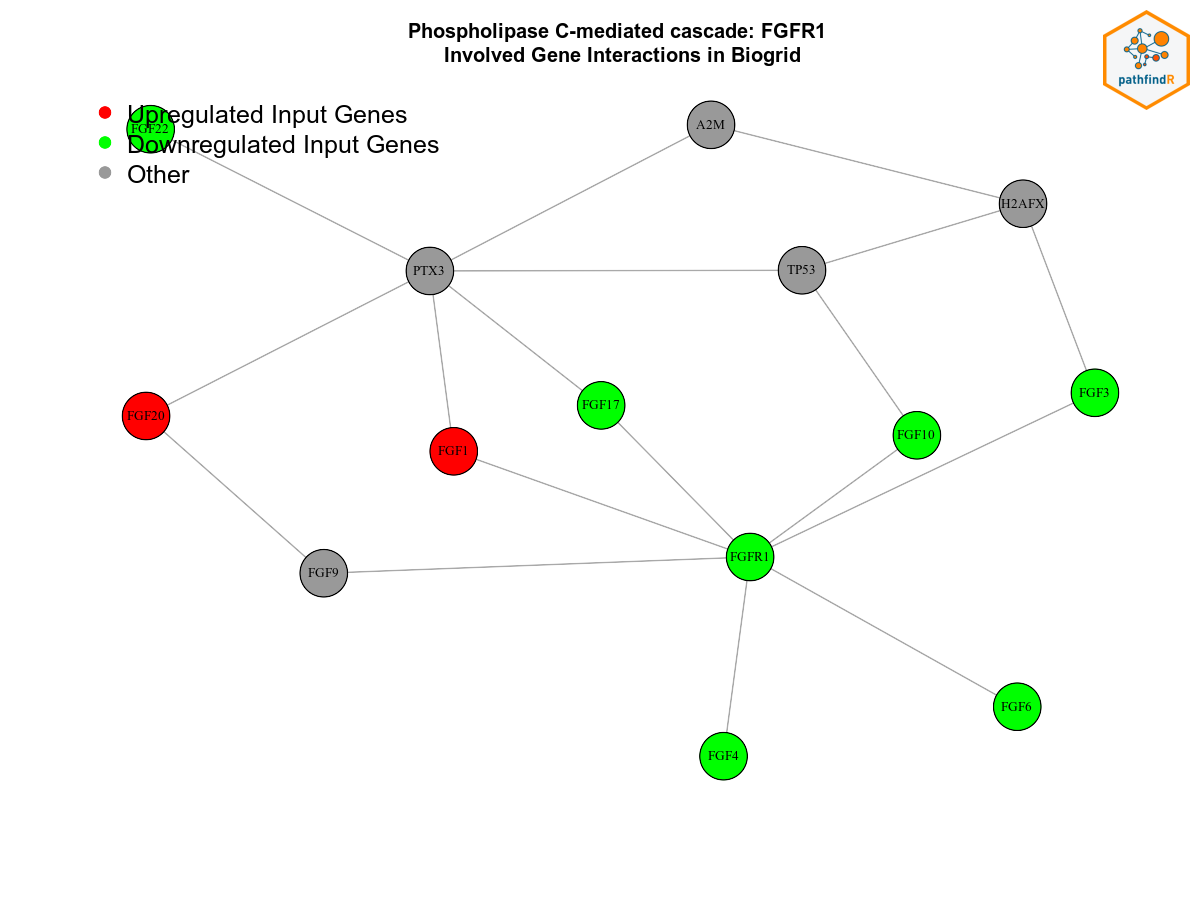 Phospholipase C-mediated cascade: FGFR1
Involved Gene Interactions in Biogrid
pathfindR
Upregulated Input Genes
FGF22
Downregulated Input Genes
Other
A2M
H2AFX
PTX3
TP53
FGF3
FGF20
FGF17
FGF10
FGF1
FGFR1
FGF9
FGF6
FGF4